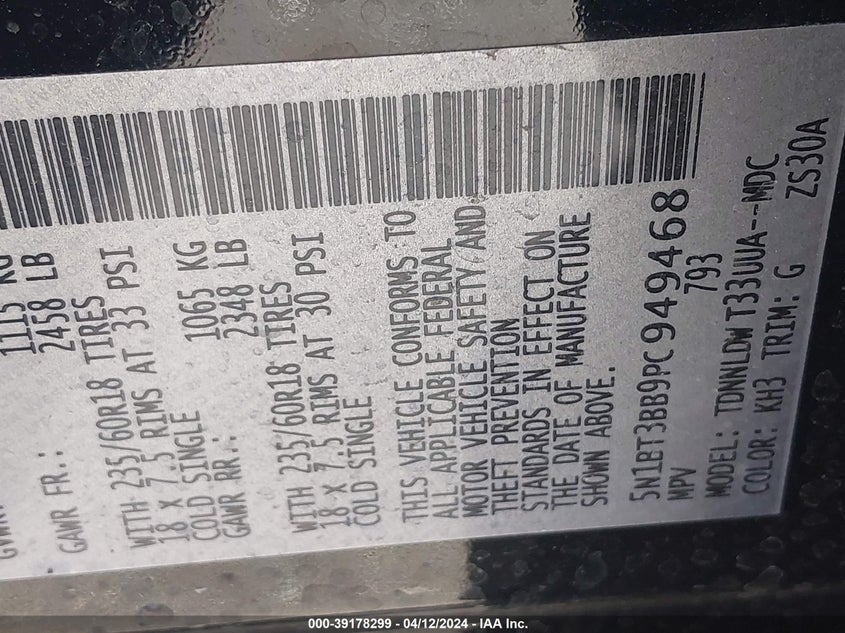 1115 KG
2458 LB
GAWR FR.:
WITH 235/60R18 TIRES
18 X 7.5 RIMS AT 33 PSI
COLD SINGLE
1065 KG
GAWR RR.: 2348 LB
WITH 235/60R18 TIRES
18 X 7.5 RIMS AT 30 PSI
COLD SINGLE
THIS VEHICLE CONFORMS TO
ALL APPLICABLE FEDERAL
MOTOR VEHICLE SAFETY AND
THEFT PREVENTION
STANDARDS IN EFFECT ON
THE DATE OF MANUFACTURE
SHOWN ABOVE.
5N1BT3BB9PC949468
MPV 793
MODEL: TDNNLDW T33UUA--MDC
COLOR: KH3 TRIM: G ZS30A
000-39178299 - 04/12/2024 - IAA Inc.